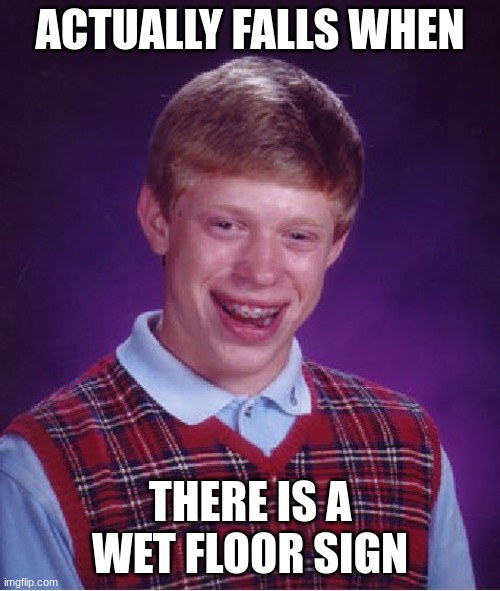 ACTUALLY FALLS WHEN
THERE IS A
WET FLOOR SIGN
imgflip.com